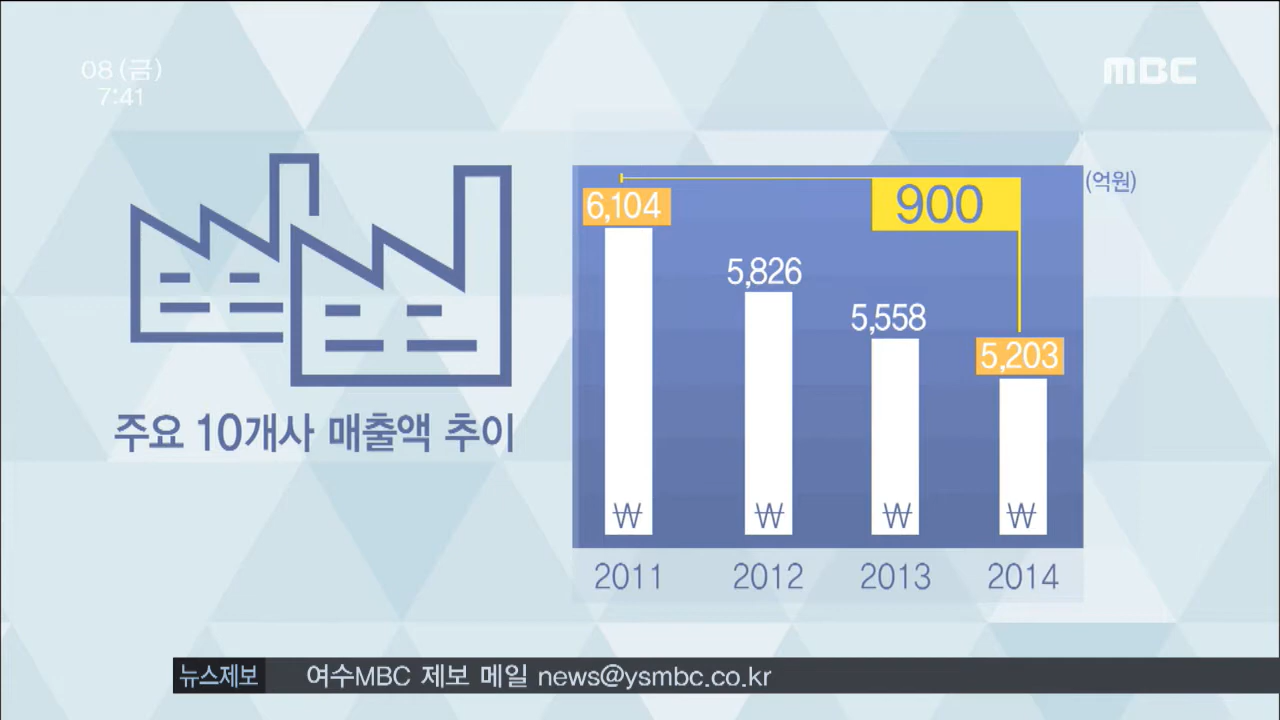 08 (금)
7:41
MBC
(억원)
900
6,104
5,826
5,558
5,203
₩ ₩ ₩ ₩
2011 2012 2013 2014
주요 10개사 매출액 추이
뉴스제보 여수MBC 제보 메일 news@ysmbc.co.kr